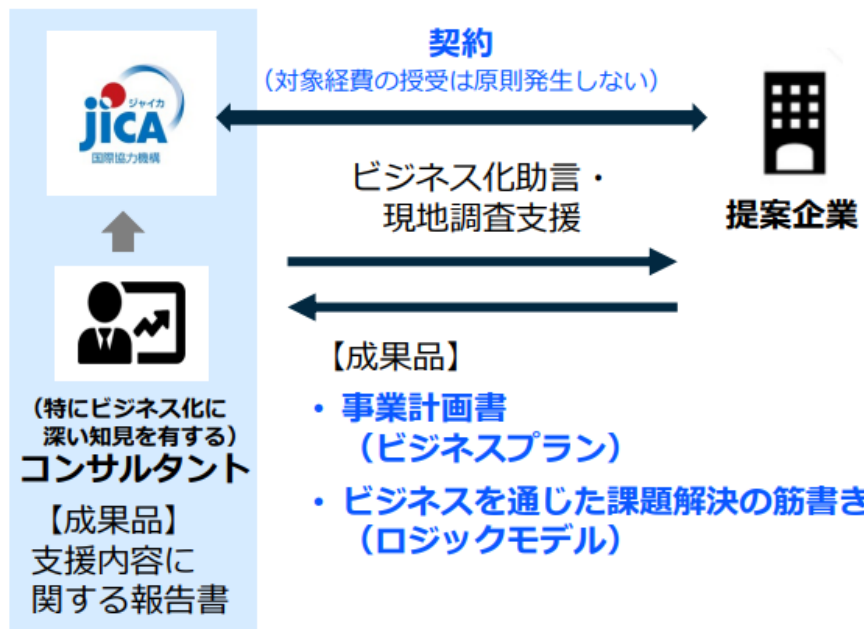 契約
（対象経費の授受は原則発生しない）
ジャイカ
jICA
国際協力機構
ビジネス化助言・
現地調査支援
提案企業
【成果品】
• 事業計画書
（ビジネスプラン）
• ビジネスを通じた課題解決の筋書き
（ロジックモデル）
（特にビジネス化に
深い知見を有する）
コンサルタント
【成果品】
支援内容に
関する報告書